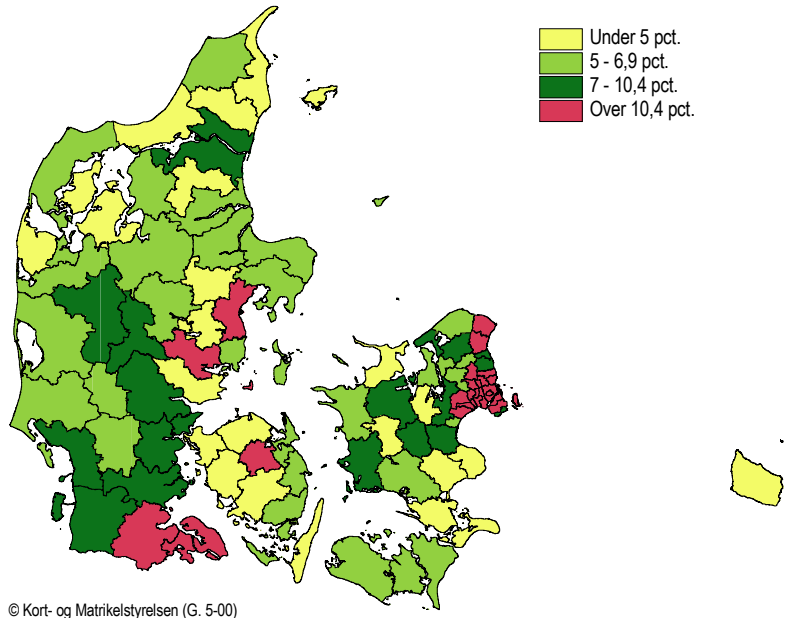 Under 5 pct.
5 - 6,9 pct.
7 - 10,4 pct.
Over 10,4 pct.
© Kort- og Matrikelstyrelsen (G. 5-00)